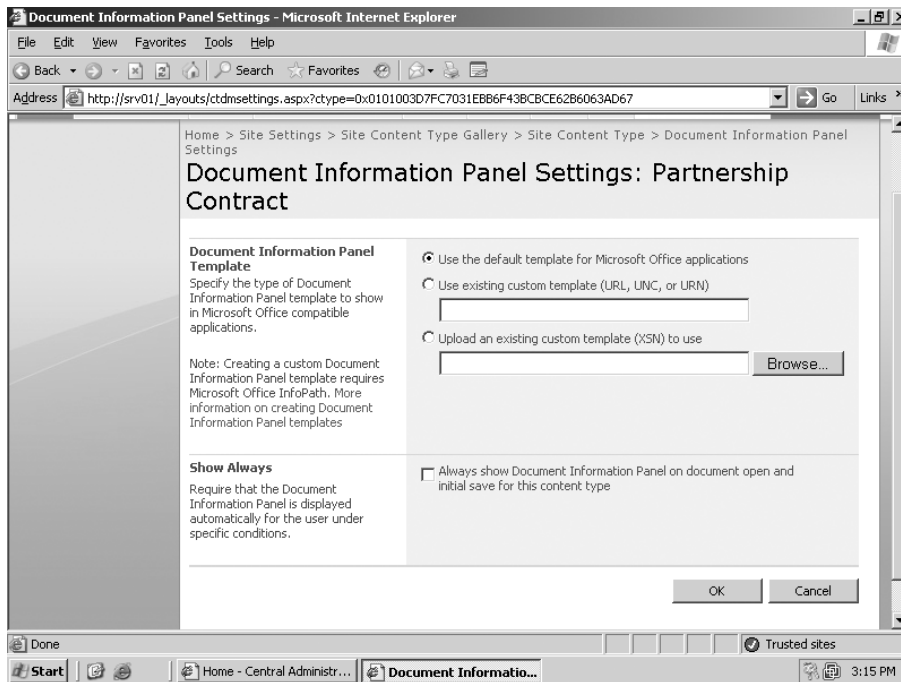 Document Information Panel Settings - Microsoft Internet Explorer
File Edit View Favorites Tools Help
Back Search Favorites
Address http://srv01/_layouts/ctdmsettings.aspx?ctype=0x0101003D7FC7031EBB6F43BCBCE62B6063AD67 Go Links »
Home > Site Settings > Site Content Type Gallery > Site Content Type > Document Information Panel
Settings
Document Information Panel Settings: Partnership
Contract
Document Information Panel
Template
Specify the type of Document
Information Panel template to show
in Microsoft Office compatible
applications.
Note: Creating a custom Document
Information Panel template requires
Microsoft Office InfoPath. More
information on creating Document
Information Panel templates
Use the default template for Microsoft Office applications
Use existing custom template (URL, UNC, or URN)
Upload an existing custom template (XSN) to use
Browse...
Show Always
Require that the Document
Information Panel is displayed
automatically for the user under
specific conditions.
Always show Document Information Panel on document open and
initial save for this content type
OK Cancel
Done Trusted sites
Start Home - Central Administr... Document Informatio... 3:15 PM